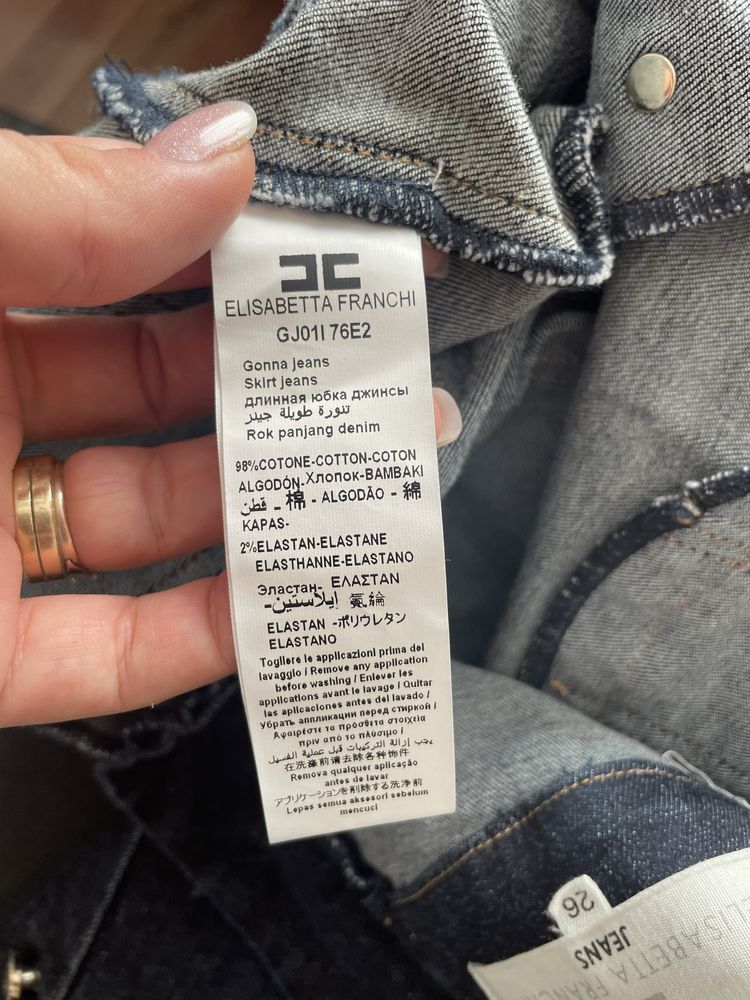 ELISABETTA FRANCHI
GJ01I 76E2
Gonna jeans
Skirt jeans
длинная юбка джинсы
تنورة طويلة جينز
Rok panjang denim
98%COTONE-COTTON-COTON
ALGODÓN-Хлопок-BAMBAKI
قطن - 棉 - ALGODÃO - 綿
KAPAS-
2%ELASTAN-ELASTANE
ELASTHANNE-ELASTANO
Эластан- ΕΛΑΣΤΑΝ
-إيلاستين 氨綸
ELASTAN -ポリウレタン
ELASTANO
Togliere le applicazioni prima del
lavaggio / Remove any application
before washing / Enlever les
applications avant le lavage / Quitar
las aplicaciones antes del lavado /
Убрать аппликации перед стиркой /
Αφαιρέστε τα πρόσθετα στοιχεία
πριν από το πλύσιμο /
يجب إزالة التركيبات قبل عملية الغسيل
在洗滌前请去除各种饰件
Remova qualquer aplicação
antes de lavar
アプリケーションを削除する洗浄前
Lepas semua aksesori sebelum
mencuci
26
ELISABETTA
JEANS